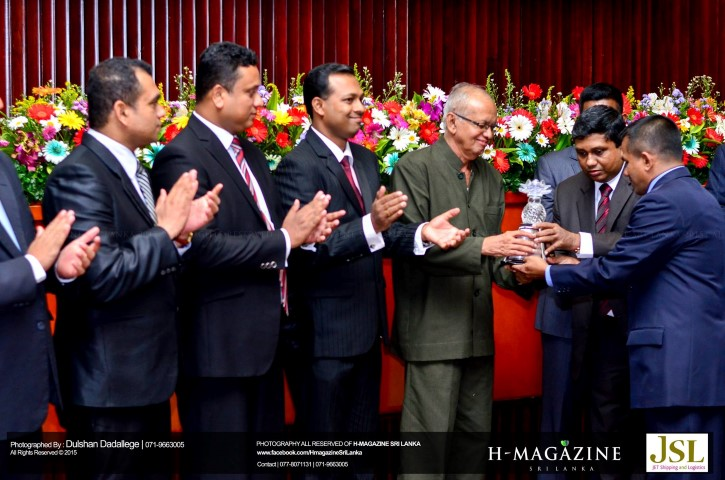 Photographed By : Dulshan Dadallege | 071-9663005
All Rights Reserved © 2015
PHOTOGRAPHY ALL RESERVED OF H-MAGAZINE SRI LANKA
www.facebook.com/HmagazineSriLanka
Contact | 077-8071131 | 071-9663005
H-MAGAZINE
SRI LANKA
JSL
JET Shipping and Logistics